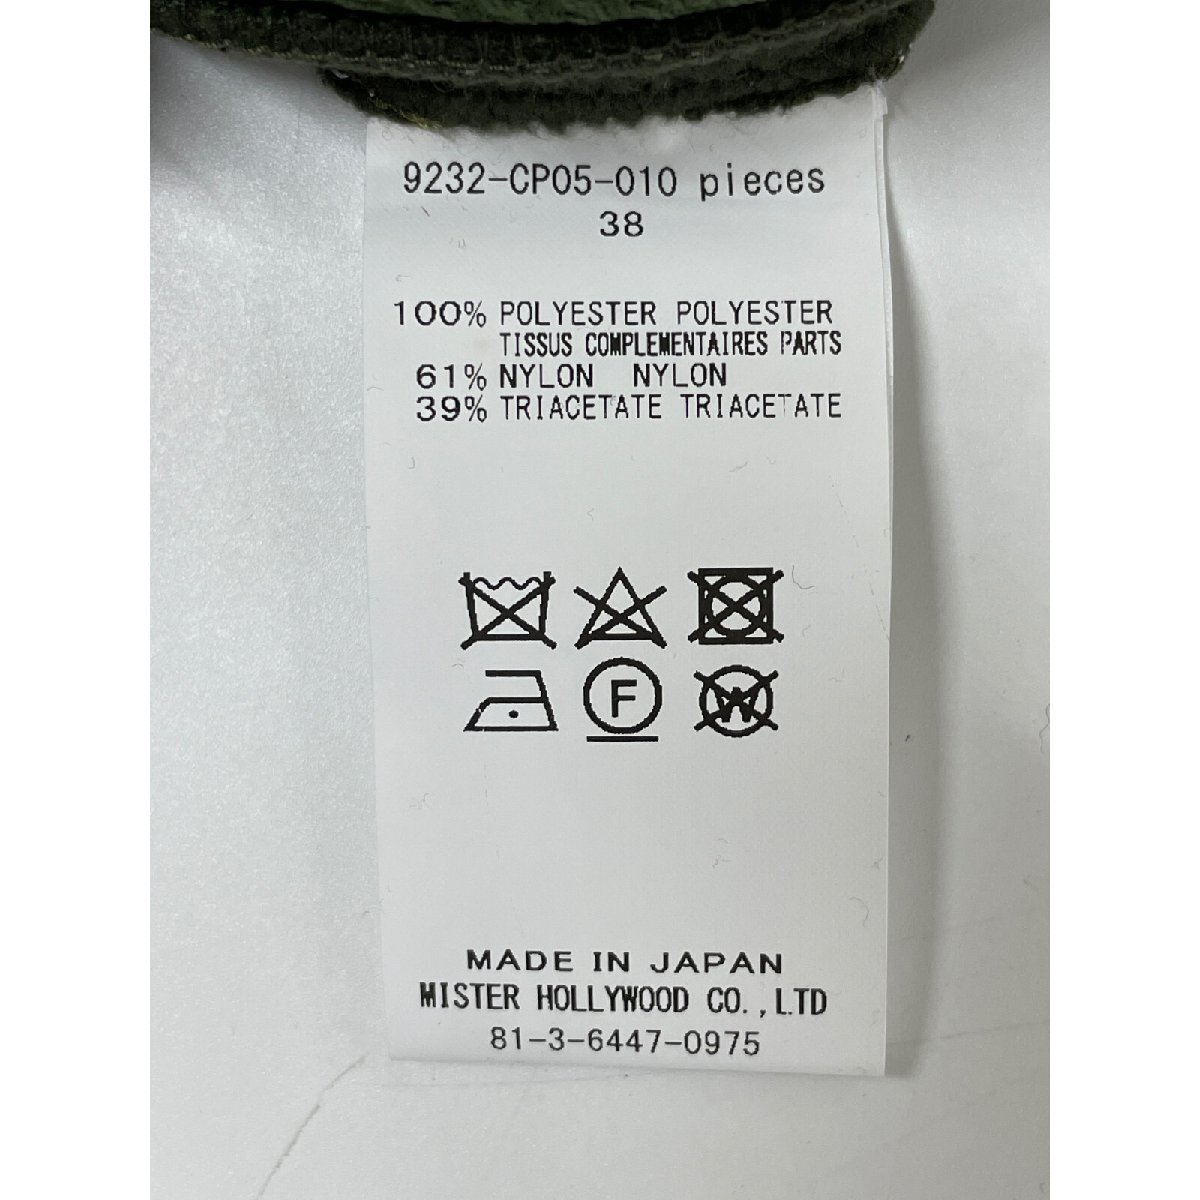 9232-CP05-010 pieces
38
100% POLYESTER POLYESTER
TISSUS COMPLEMENTAIRES PARTS
61% NYLON NYLON
39% TRIACETATE TRIACETATE
F W
MADE IN JAPAN
MISTER HOLLYWOOD CO.,LTD
81-3-6447-0975